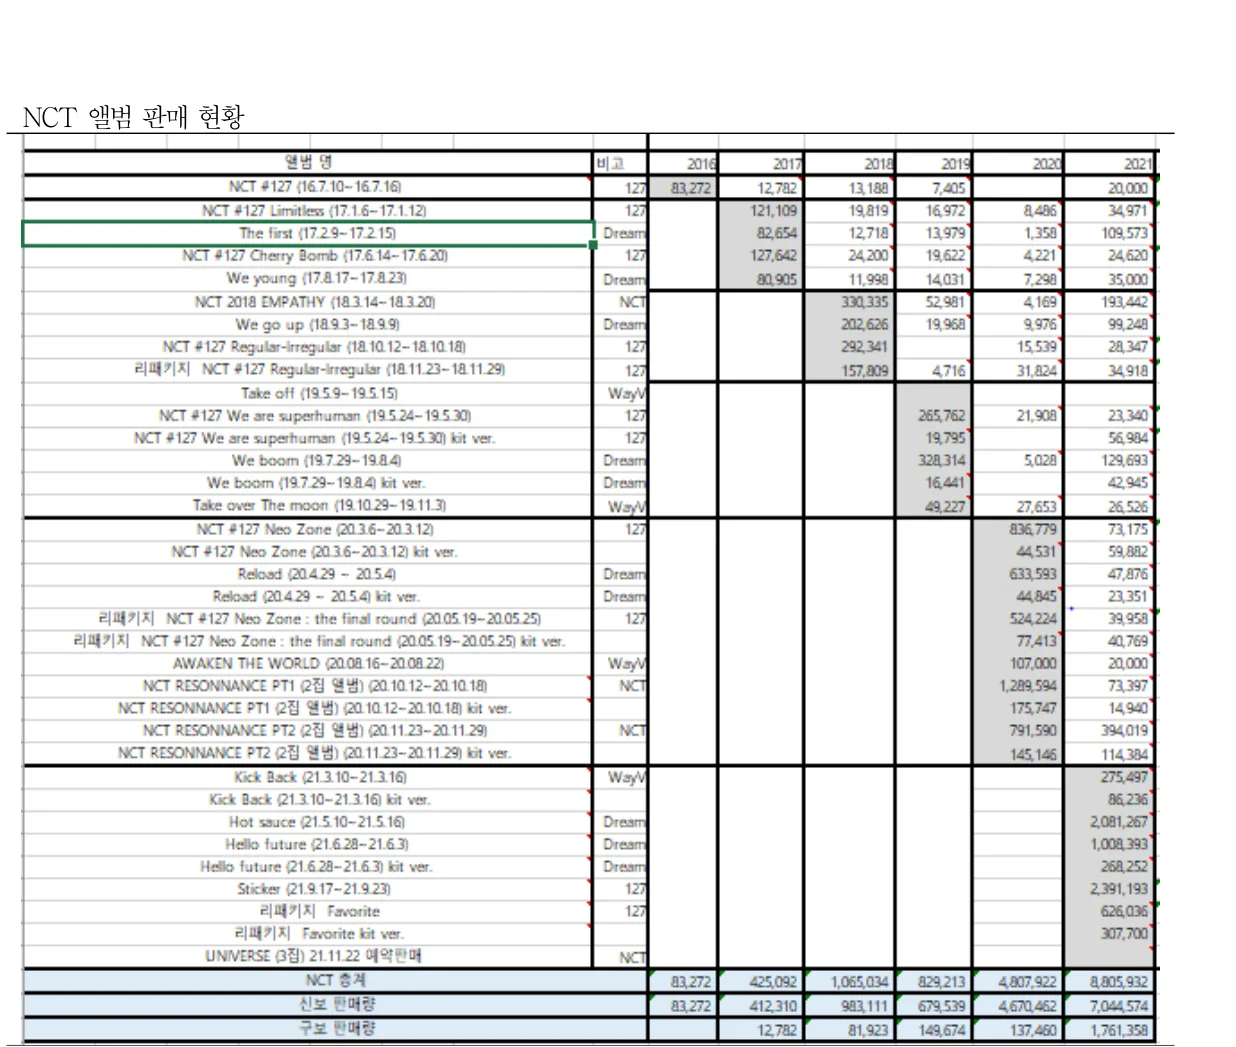 NCT 앨범 판매 현황
앨범 명 비고 2016 2017 2018 2019 2020 2021
NCT #127 (16.7.10~16.7.16) 127 83,272 12,782 13,188 7,405 20,000
NCT #127 Limitless (17.1.6~17.1.12) 127 121,109 19,819 16,972 8,486 34,971
The first (17.2.9~17.2.15) Dream 82,654 12,718 13,979 1,358 109,573
NCT #127 Cherry Bomb (17.6.14~17.6.20) 127 127,642 24,200 19,622 4,221 24,620
We young (17.8.17~17.8.23) Dream 80,905 11,998 14,031 7,298 35,000
NCT 2018 EMPATHY (18.3.14~18.3.20) NCT 330,335 52,981 4,169 193,442
We go up (18.9.3~18.9.9) Dream 202,626 19,968 9,976 99,248
NCT #127 Regular-Irregular (18.10.12~18.10.18) 127 292,341 15,539 28,347
리패키지 NCT #127 Regular-Irregular (18.11.23~18.11.29) 127 157,809 4,716 31,824 34,918
Take off (19.5.9~19.5.15) WayV
NCT #127 We are superhuman (19.5.24~19.5.30) 127 265,762 21,908 23,340
NCT #127 We are superhuman (19.5.24~19.5.30) kit ver. 127 19,795 56,984
We boom (19.7.29~19.8.4) Dream 328,314 5,028 129,693
We boom (19.7.29~19.8.4) kit ver. Dream 16,441 42,945
Take over The moon (19.10.29~19.11.3) WayV 49,227 27,653 26,526
NCT #127 Neo Zone (20.3.6~20.3.12) 127 836,779 73,175
NCT #127 Neo Zone (20.3.6~20.3.12) kit ver. 44,531 59,882
Reload (20.4.29 ~ 20.5.4) Dream 633,593 47,876
Reload (20.4.29 ~ 20.5.4) kit ver. Dream 44,845 23,351
리패키지 NCT #127 Neo Zone : the final round (20.05.19~20.05.25) 127 524,224 39,958
리패키지 NCT #127 Neo Zone : the final round (20.05.19~20.05.25) kit ver. 77,413 40,769
AWAKEN THE WORLD (20.08.16~20.08.22) WayV 107,000 20,000
NCT RESONNANCE PT1 (2집 앨범) (20.10.12~20.10.18) NCT 1,289,594 73,397
NCT RESONNANCE PT1 (2집 앨범) (20.10.12~20.10.18) kit ver. 175,747 14,940
NCT RESONNANCE PT2 (2집 앨범) (20.11.23~20.11.29) NCT 791,590 394,019
NCT RESONNANCE PT2 (2집 앨범) (20.11.23~20.11.29) kit ver. 145,146 114,384
Kick Back (21.3.10~21.3.16) WayV 275,497
Kick Back (21.3.10~21.3.16) kit ver. 86,236
Hot sauce (21.5.10~21.5.16) Dream 2,081,267
Hello future (21.6.28~21.6.3) Dream 1,008,393
Hello future (21.6.28~21.6.3) kit ver. Dream 268,252
Sticker (21.9.17~21.9.23) 127 2,391,193
리패키지 Favorite 127 626,036
리패키지 Favorite kit ver. 307,700
UNIVERSE (3집) 21.11.22 예약판매 NCT
NCT 총계 83,272 425,092 1,065,034 829,213 4,807,922 8,805,932
신보 판매량 83,272 412,310 983,111 679,539 4,670,462 7,044,574
구보 판매량 12,782 81,923 149,674 137,460 1,761,358